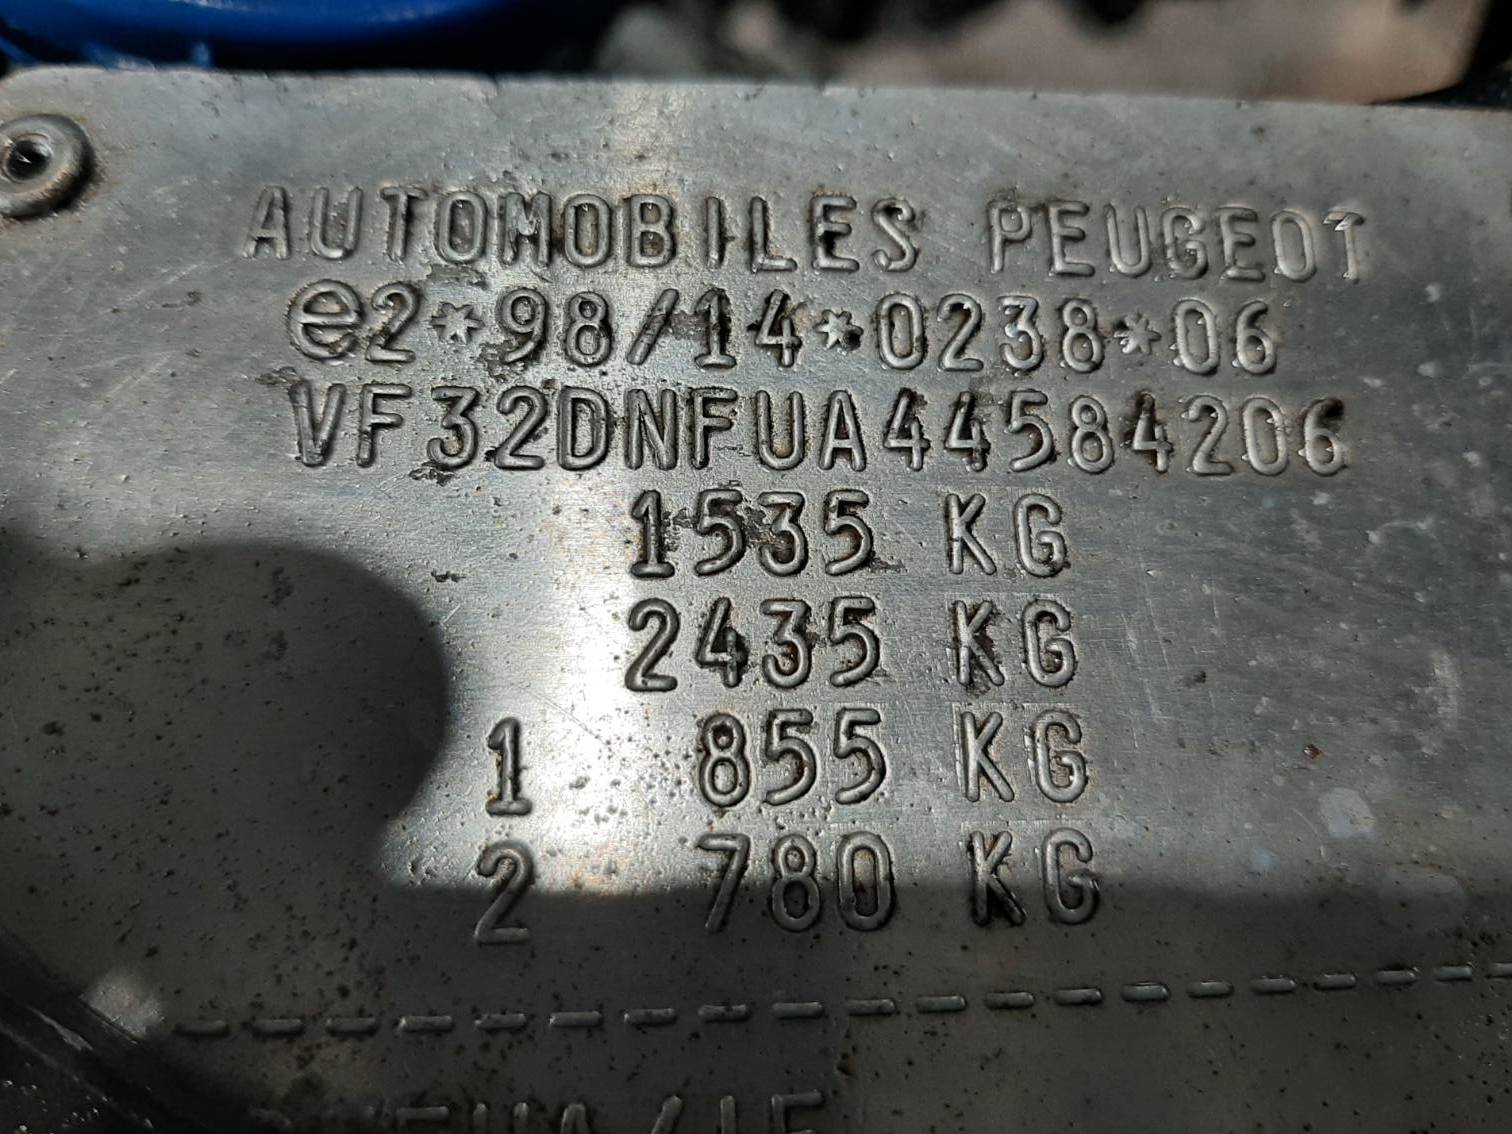 AUTOMOBILES PEUGEOT
e2*98/14*0238*06
VF32DNFUA44584206
1535 KG
2435 KG
1 855 KG
2 780 KG